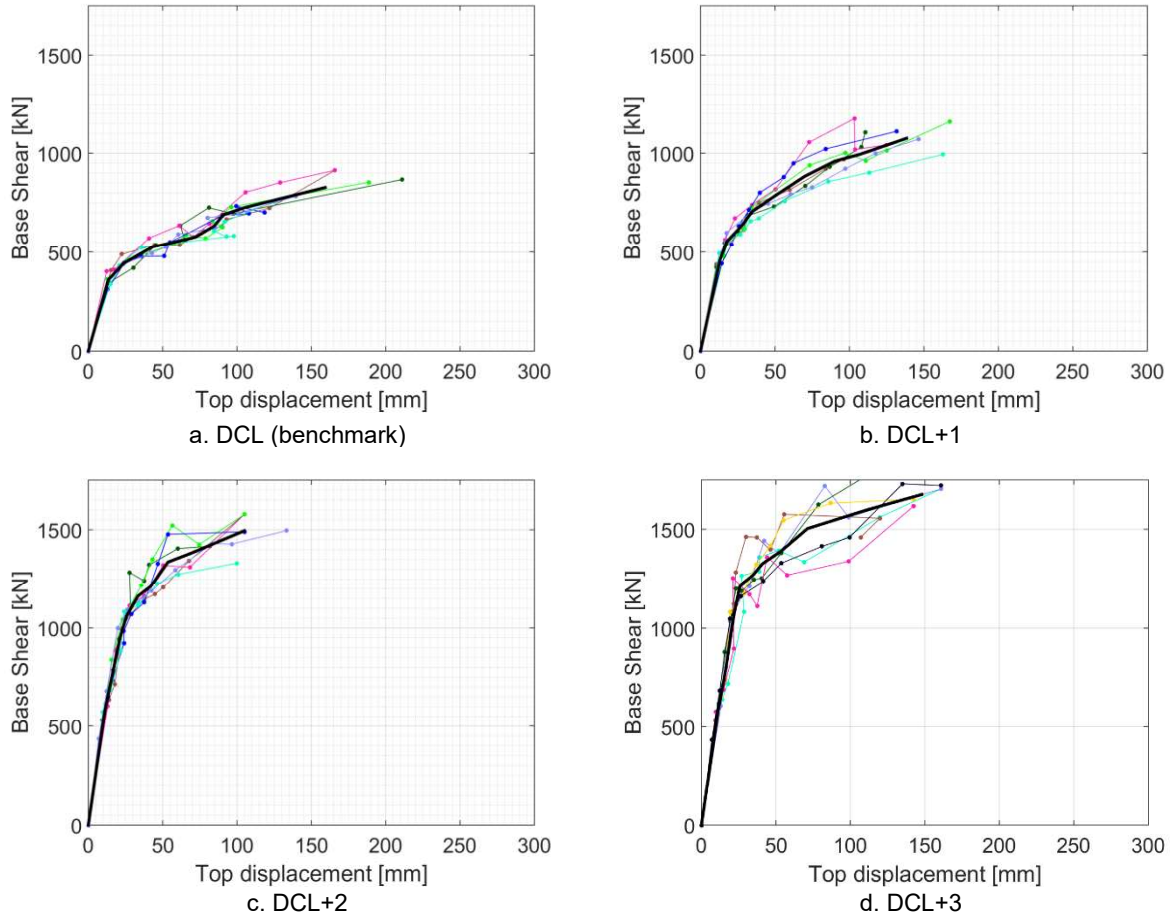 Base Shear [kN]
1500
1000
500
0
0 50 100 150 200 250 300
Top displacement [mm]
a. DCL (benchmark)
Base Shear [kN]
1500
1000
500
0
0 50 100 150 200 250 300
Top displacement [mm]
b. DCL+1
Base Shear [kN]
1500
1000
500
0
0 50 100 150 200 250 300
Top displacement [mm]
c. DCL+2
Base Shear [kN]
1500
1000
500
0
0 50 100 150 200 250 300
Top displacement [mm]
d. DCL+3